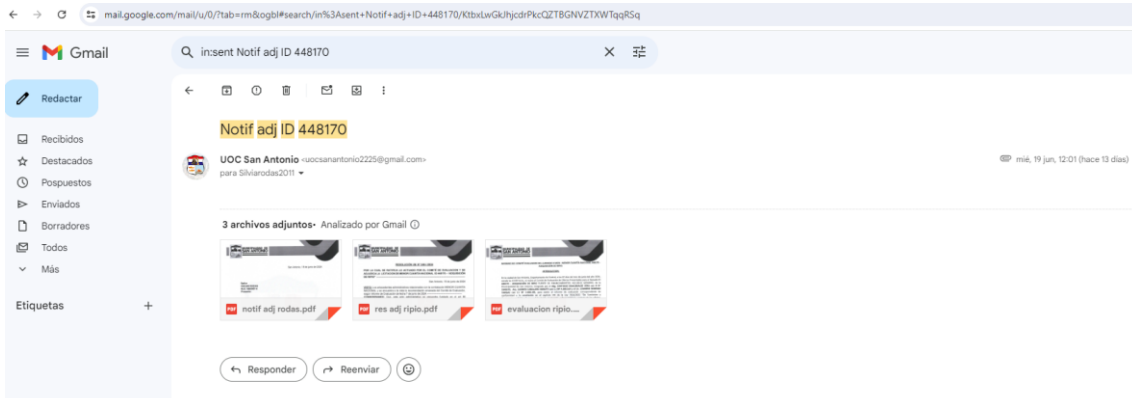 mail.google.com/mail/u/0/?tab=rm&ogbl#search/in%3Asent+Notif+adj+ID+448170/KtbxLwGkJhjcdrPkcQZTBGNVZTXWTqqRSq
Gmail
in:sent Notif adj ID 448170
Redactar
Notif adj ID 448170
Recibidos
Destacados
UOC San Antonio <uocsanantonio2225@gmail.com>
mié, 19 jun, 12:01 (hace 13 días)
para Silviarodas2011
Pospuestos
Enviados
Borradores
3 archivos adjuntos• Analizado por Gmail
Todos
Más
Etiquetas
+
PDF notif adj rodas.pdf
PDF res adj ripio.pdf
PDF evaluacion ripio....
Responder
Reenviar